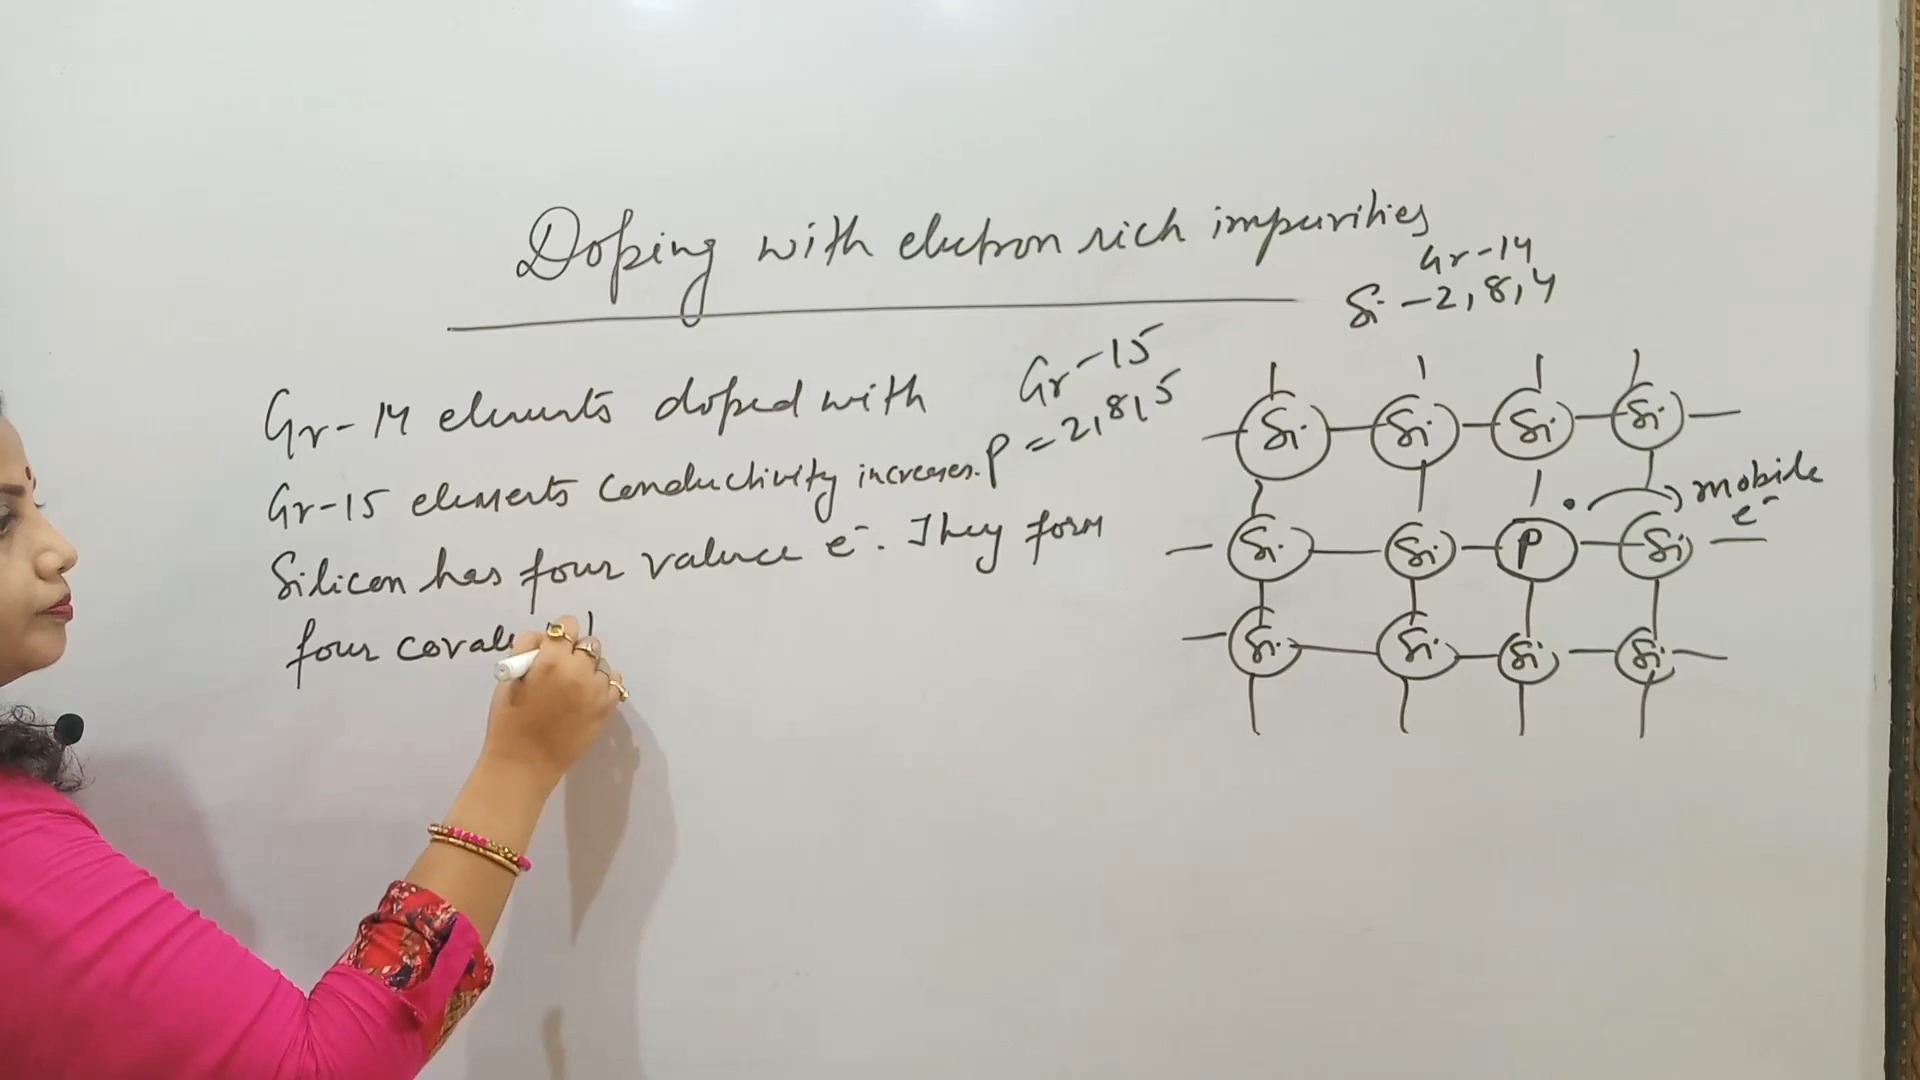 Doping with electron rich impurities
Gr-14
Si - 2,8,4
Gr-15
P = 2,8,5
Gr-14 elements doped with
Gr-15 elements conductivity increases.
Silicon has four valence e-. They form
four coval
Si Si Si Si
mobile
e-
Si Si P Si
Si Si Si Si